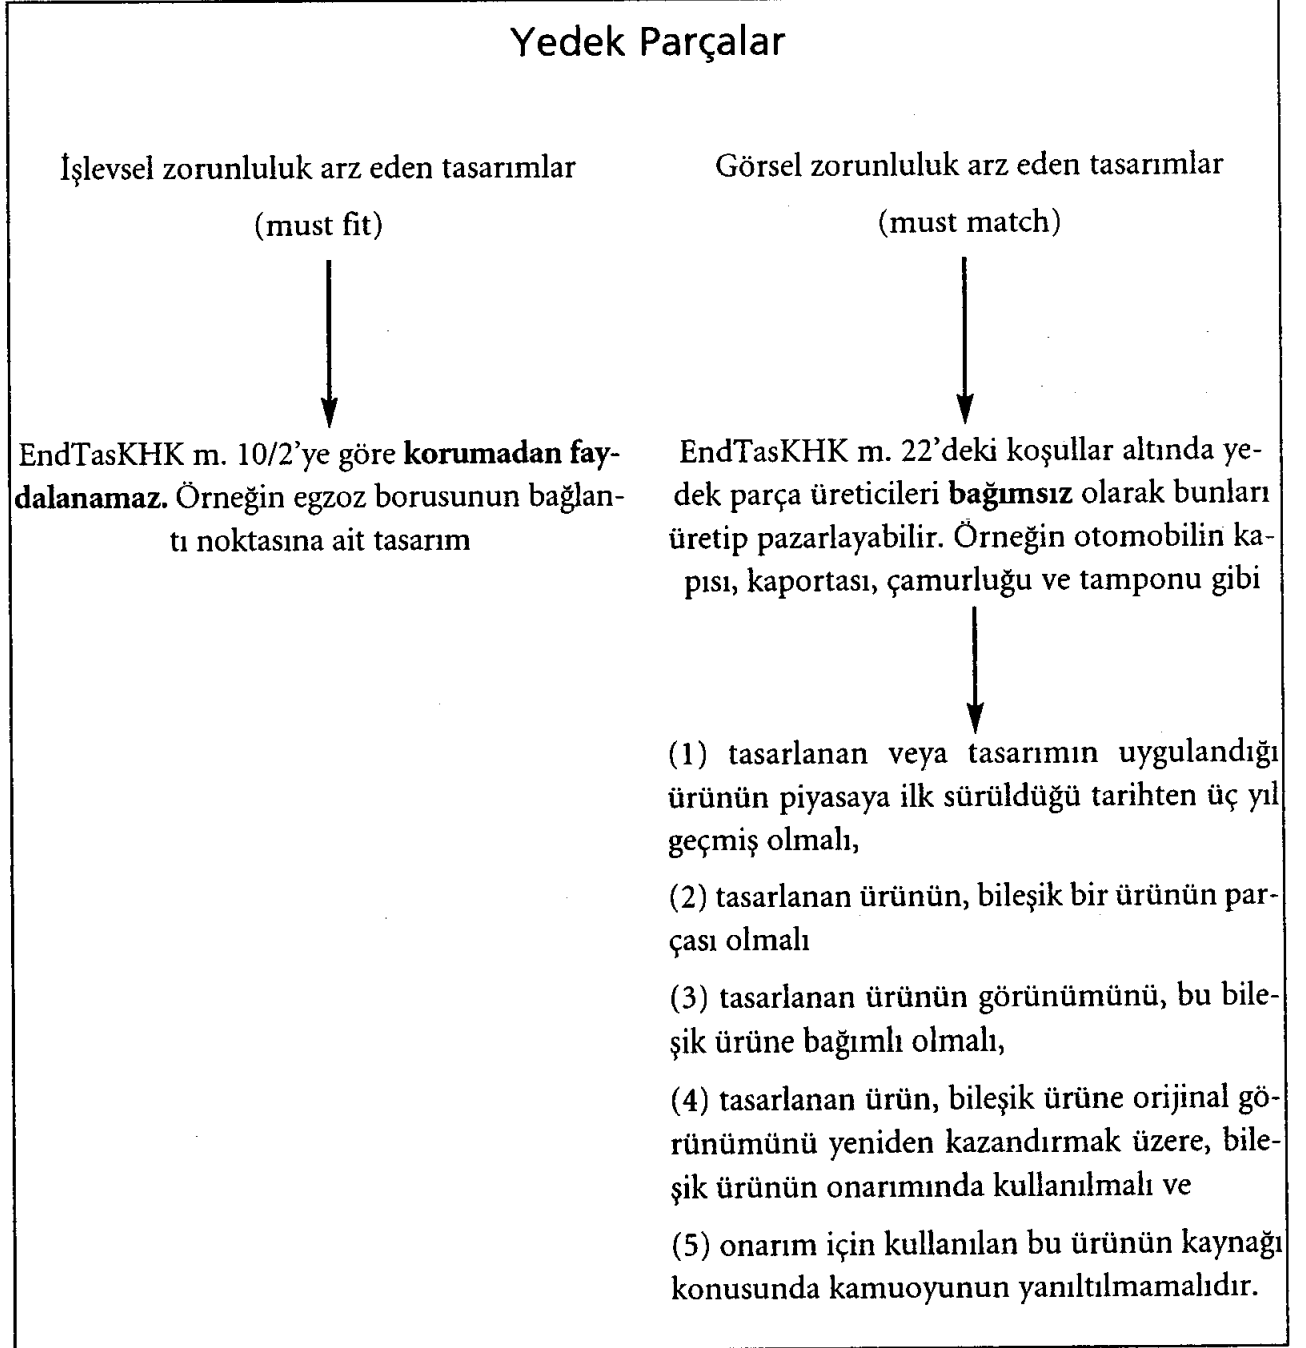 Yedek Parçalar
İşlevsel zorunluluk arz eden tasarımlar
(must fit)
EndTasKHK m. 10/2’ye göre korumadan fay-
dalanamaz. Örneğin egzoz borusunun bağlan-
tı noktasına ait tasarım
Görsel zorunluluk arz eden tasarımlar
(must match)
EndTasKHK m. 22’deki koşullar altında ye-
dek parça üreticileri bağımsız olarak bunları
üretip pazarlayabilir. Örneğin otomobilin ka-
pısı, kaportası, çamurluğu ve tamponu gibi
(1) tasarlanan veya tasarımın uygulandığı
ürünün piyasaya ilk sürüldüğü tarihten üç yıl
geçmiş olmalı,
(2) tasarlanan ürünün, bileşik bir ürünün par-
çası olmalı
(3) tasarlanan ürünün görünümünü, bu bile-
şik ürüne bağımlı olmalı,
(4) tasarlanan ürün, bileşik ürüne orijinal gö-
rünümünü yeniden kazandırmak üzere, bile-
şik ürünün onarımında kullanılmalı ve
(5) onarım için kullanılan bu ürünün kaynağı
konusunda kamuoyunun yanıltılmamalıdır.